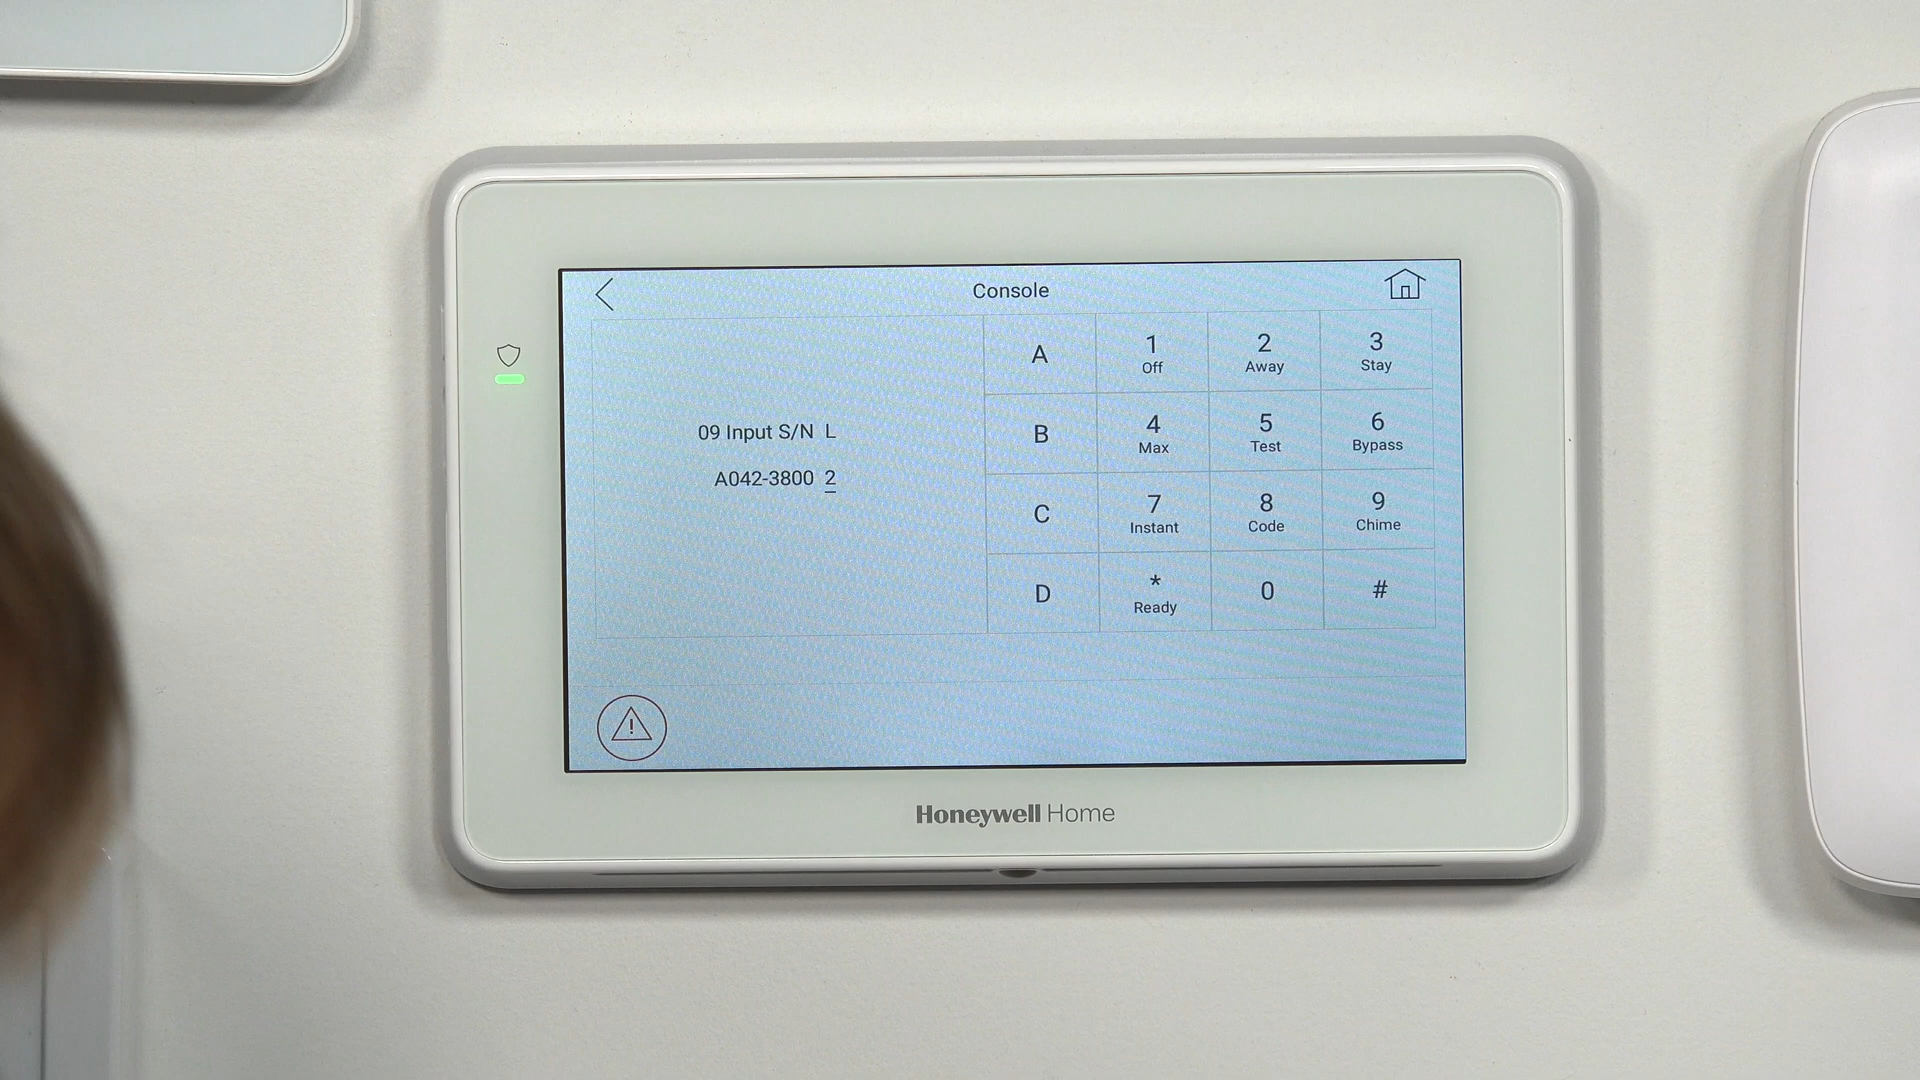 Console
09 Input S/N L
A042-3800 2
A
1
Off
2
Away
3
Stay
B
4
Max
5
Test
6
Bypass
C
7
Instant
8
Code
9
Chime
D
*
Ready
0
#
Honeywell Home